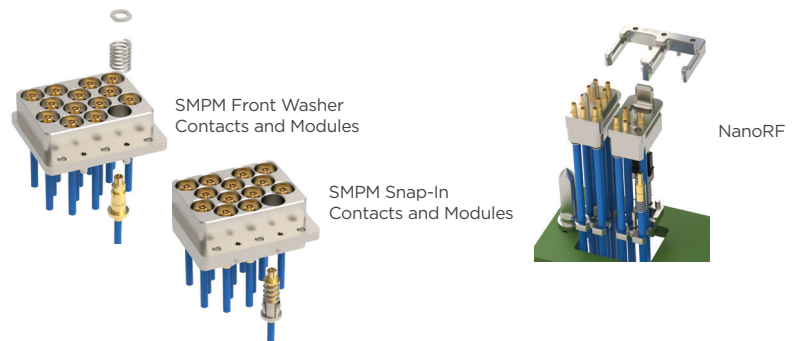 SMPM Front Washer
Contacts and Modules
SMPM Snap-In
Contacts and Modules
NanoRF